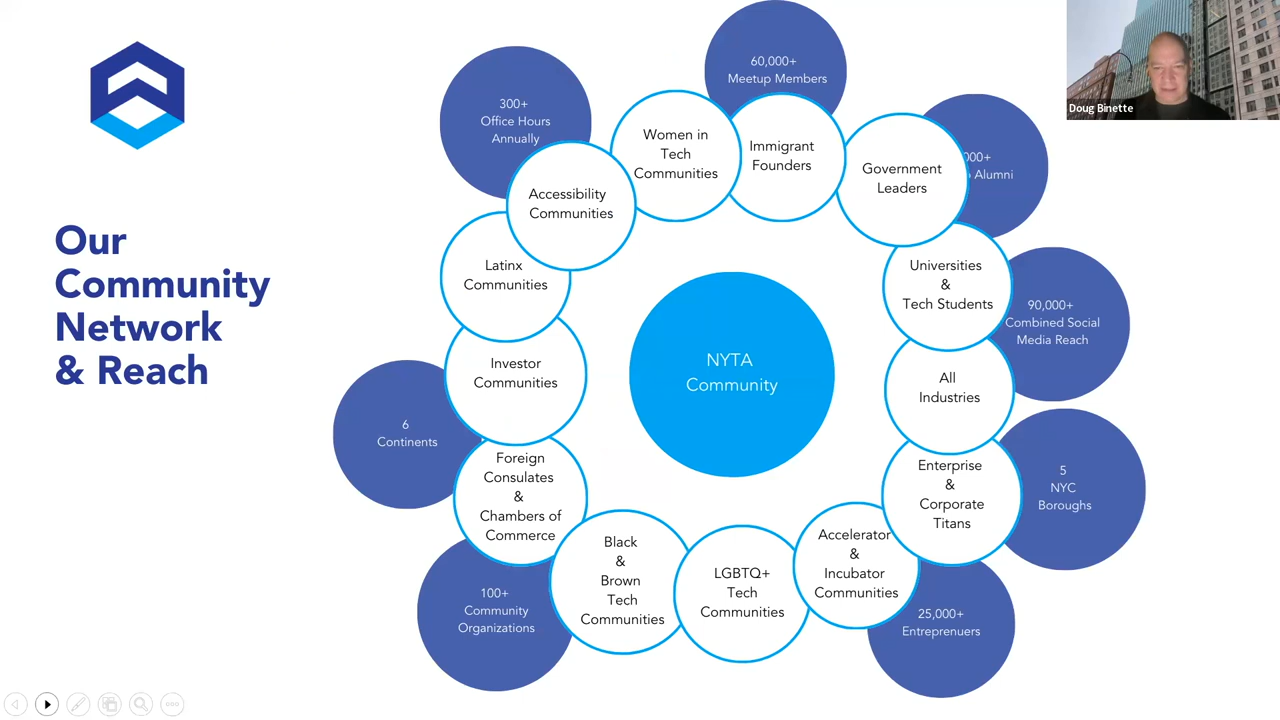 Our
Community
Network
& Reach
300+
Office Hours
Annually
60,000+
Meetup Members
Women in
Tech
Communities
Immigrant
Founders
Government
Leaders
000+
Alumni
Accessibility
Communities
Latinx
Communities
Universities
&
Tech Students
90,000+
Combined Social
Media Reach
Investor
Communities
NYTA
Community
All
Industries
6
Continents
Foreign
Consulates
&
Chambers of
Commerce
Enterprise
&
Corporate
Titans
5
NYC
Boroughs
Black
&
Brown
Tech
Communities
LGBTQ+
Tech
Communities
Accelerator
&
Incubator
Communities
100+
Community
Organizations
25,000+
Entreprenuers
Doug Binette